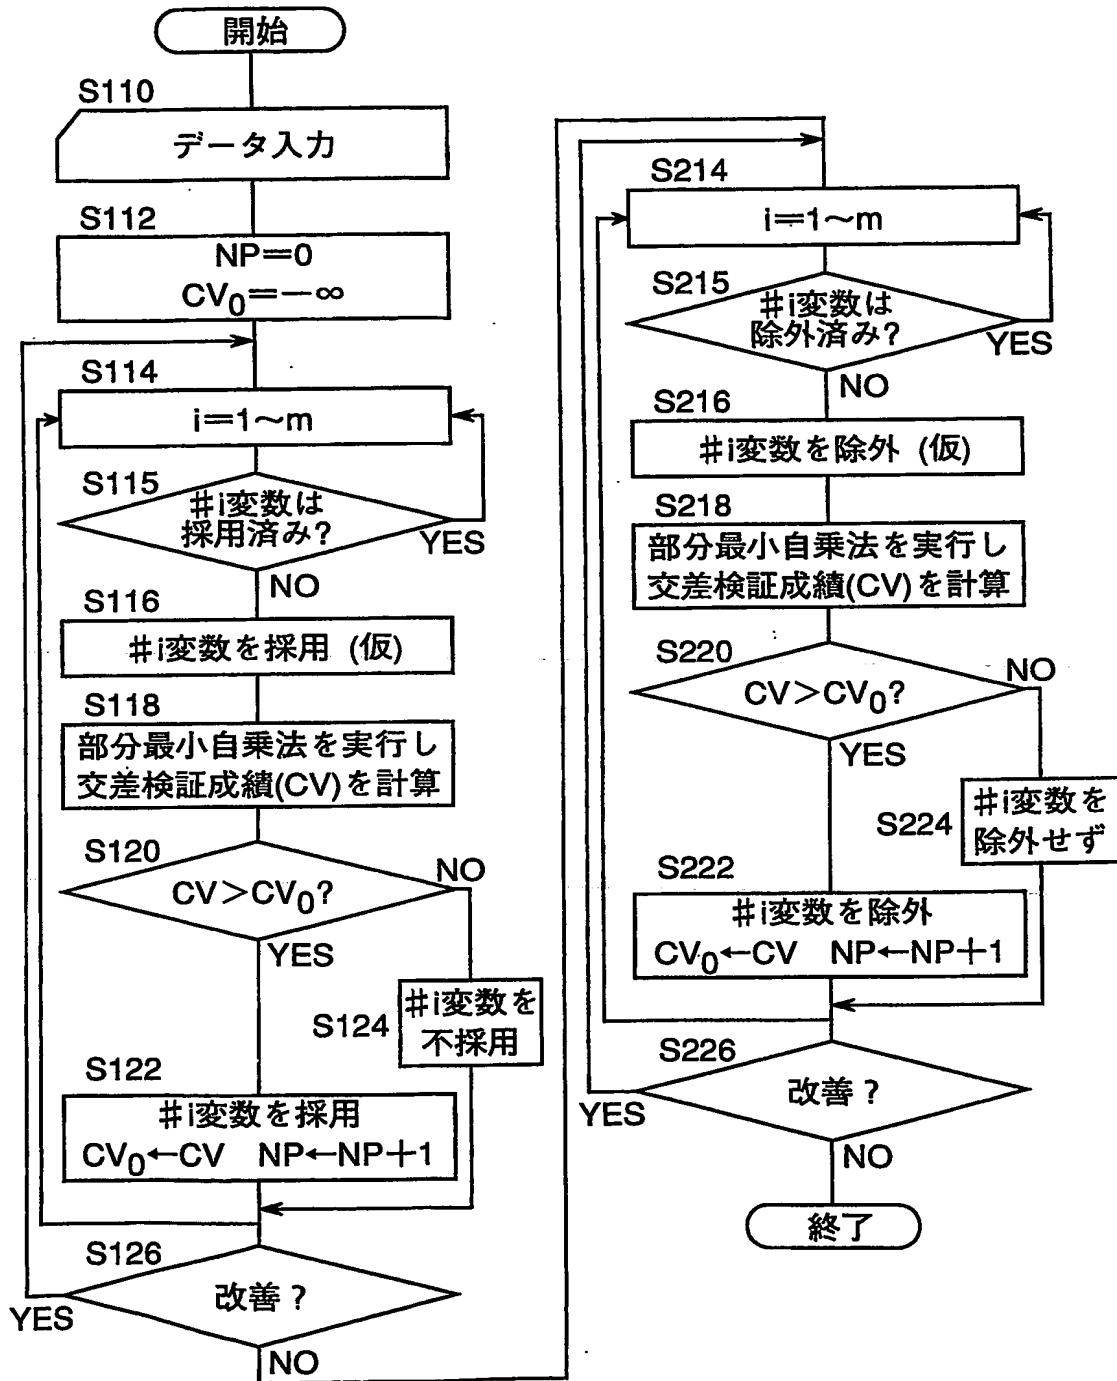 開始
S110
データ入力
S112
NP=0
CV₀=-∞
S114
i=1~m
S115
#i変数は
採用済み?
YES
NO
S116
#i変数を採用 (仮)
S118
部分最小自乗法を実行し
交差検証成績(CV)を計算
S120
CV>CV₀?
NO
YES
S124
#i変数を
不採用
S122
#i変数を採用
CV₀←CV NP←NP+1
S126
改善?
YES
NO
S214
i=1~m
S215
#i変数は
除外済み?
YES
NO
S216
#i変数を除外 (仮)
S218
部分最小自乗法を実行し
交差検証成績(CV)を計算
S220
CV>CV₀?
NO
YES
S224
#i変数を
除外せず
S222
#i変数を除外
CV₀←CV NP←NP+1
S226
改善?
YES
NO
終了